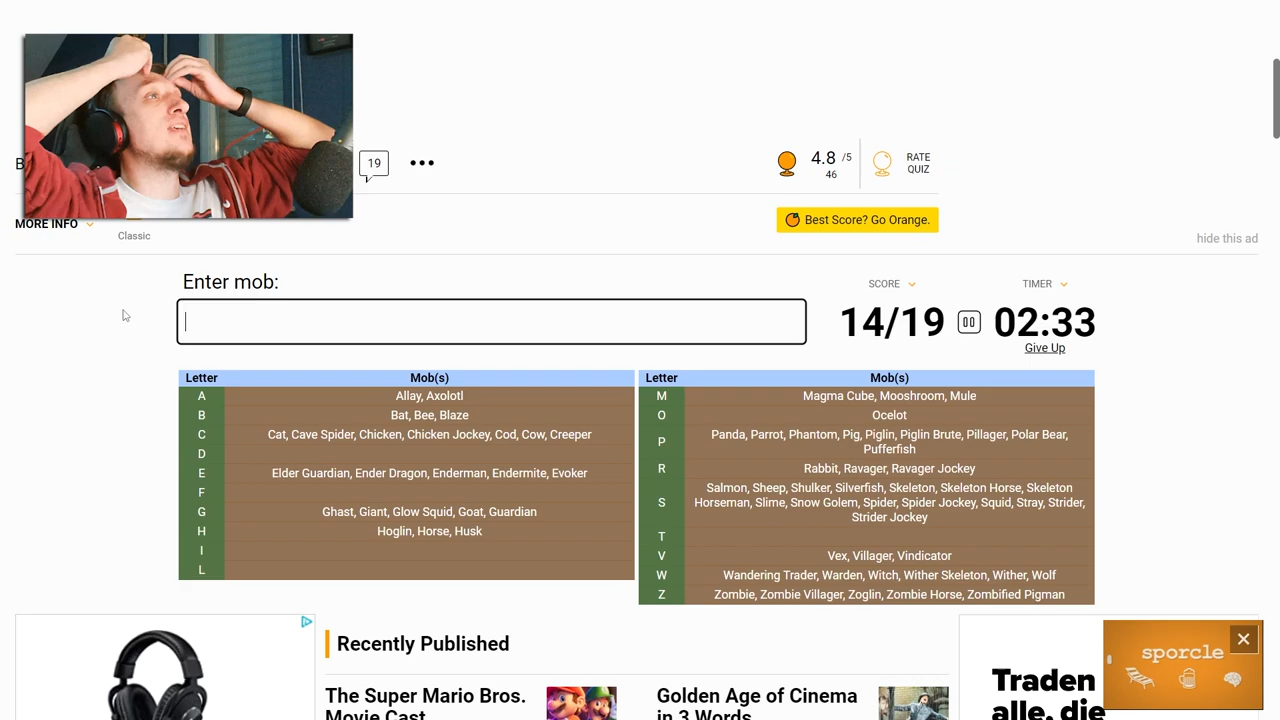 B
19
•••
4.8 /5
46
RATE
QUIZ
MORE INFO
Classic
Best Score? Go Orange.
hide this ad
Enter mob:
SCORE
TIMER
14/19
02:33
Give Up
Letter Mob(s)
A Allay, Axolotl
B Bat, Bee, Blaze
C Cat, Cave Spider, Chicken, Chicken Jockey, Cod, Cow, Creeper
D
E Elder Guardian, Ender Dragon, Enderman, Endermite, Evoker
F
G Ghast, Giant, Glow Squid, Goat, Guardian
H Hoglin, Horse, Husk
I
L
Letter Mob(s)
M Magma Cube, Mooshroom, Mule
O Ocelot
P Panda, Parrot, Phantom, Pig, Piglin, Piglin Brute, Pillager, Polar Bear,
Pufferfish
R Rabbit, Ravager, Ravager Jockey
Salmon, Sheep, Shulker, Silverfish, Skeleton, Skeleton Horse, Skeleton
S Horseman, Slime, Snow Golem, Spider, Spider Jockey, Squid, Stray, Strider,
Strider Jockey
T
V Vex, Villager, Vindicator
W Wandering Trader, Warden, Witch, Wither Skeleton, Wither, Wolf
Z Zombie, Zombie Villager, Zoglin, Zombie Horse, Zombified Pigman
Recently Published
The Super Mario Bros.
Movie Cast
Golden Age of Cinema
in 3 Words
Traden
alle, die
sporcle